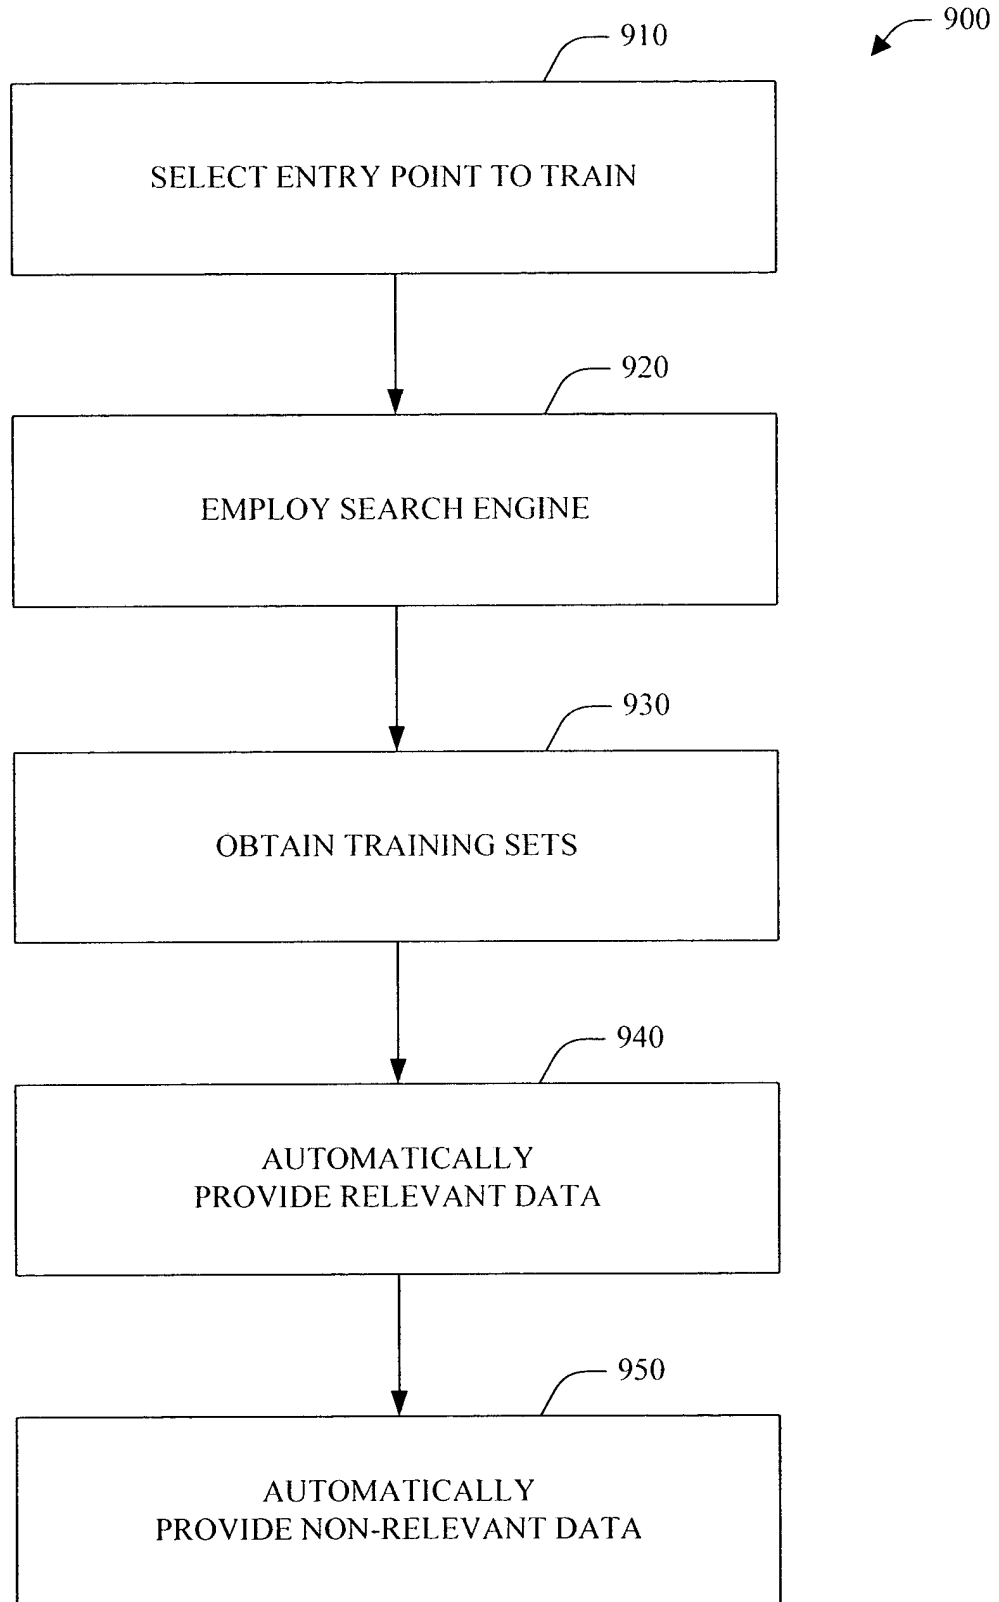 900
910
SELECT ENTRY POINT TO TRAIN
920
EMPLOY SEARCH ENGINE
930
OBTAIN TRAINING SETS
940
AUTOMATICALLY
PROVIDE RELEVANT DATA
950
AUTOMATICALLY
PROVIDE NON-RELEVANT DATA